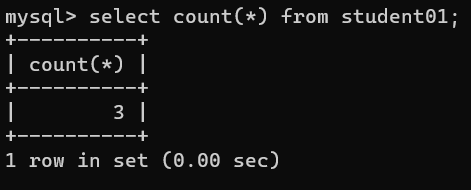 mysql> select count(*) from student01;
+----------+
| count(*) |
+----------+
|        3 |
+----------+
1 row in set (0.00 sec)